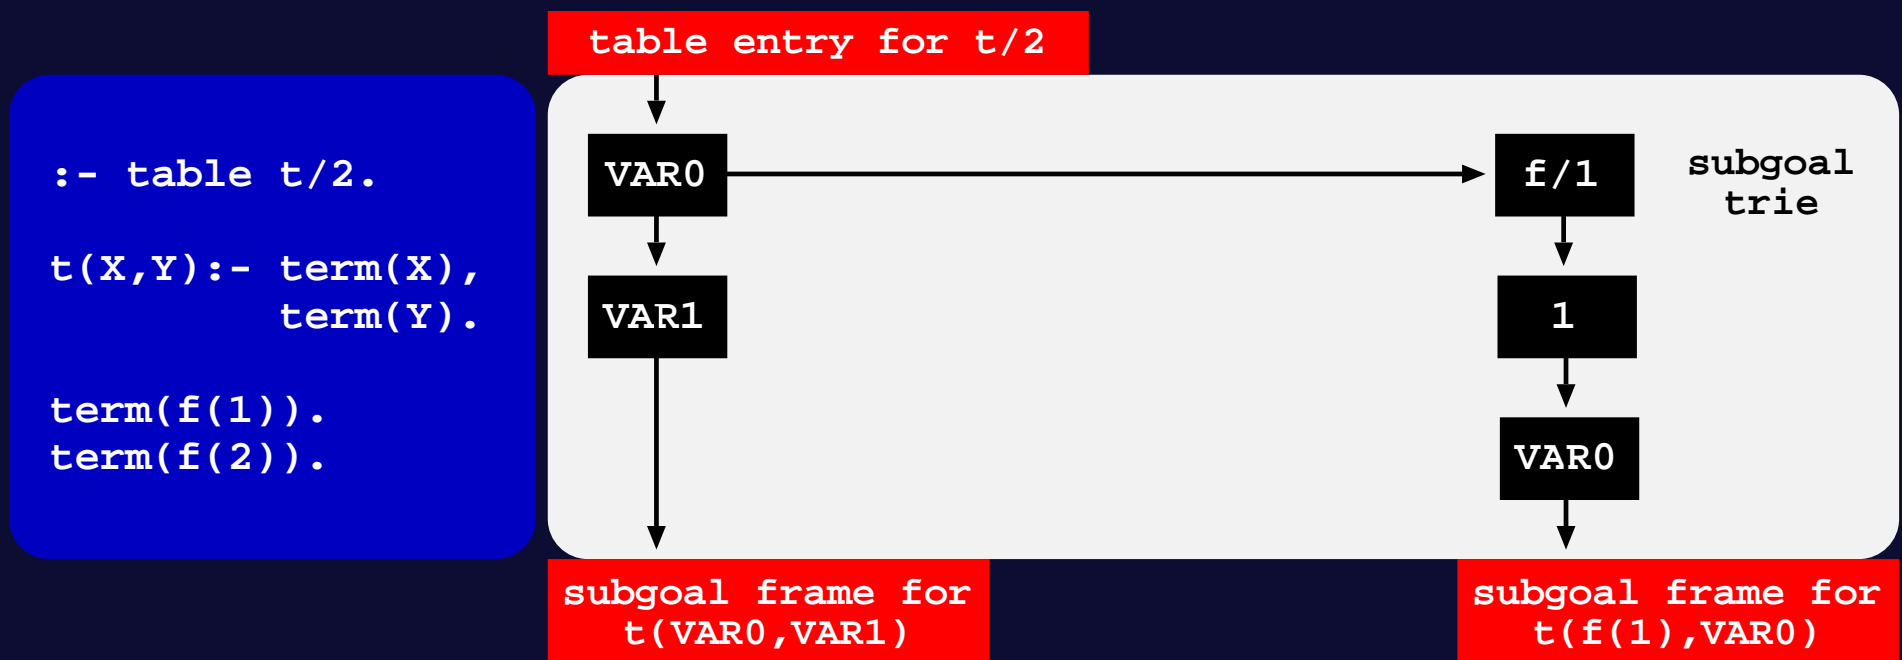 table entry for t/2
:- table t/2.
t(X,Y):- term(X),
term(Y).
term(f(1)).
term(f(2)).
VAR0
f/1
subgoal
trie
VAR1
1
VAR0
subgoal frame for
t(VAR0,VAR1)
subgoal frame for
t(f(1),VAR0)